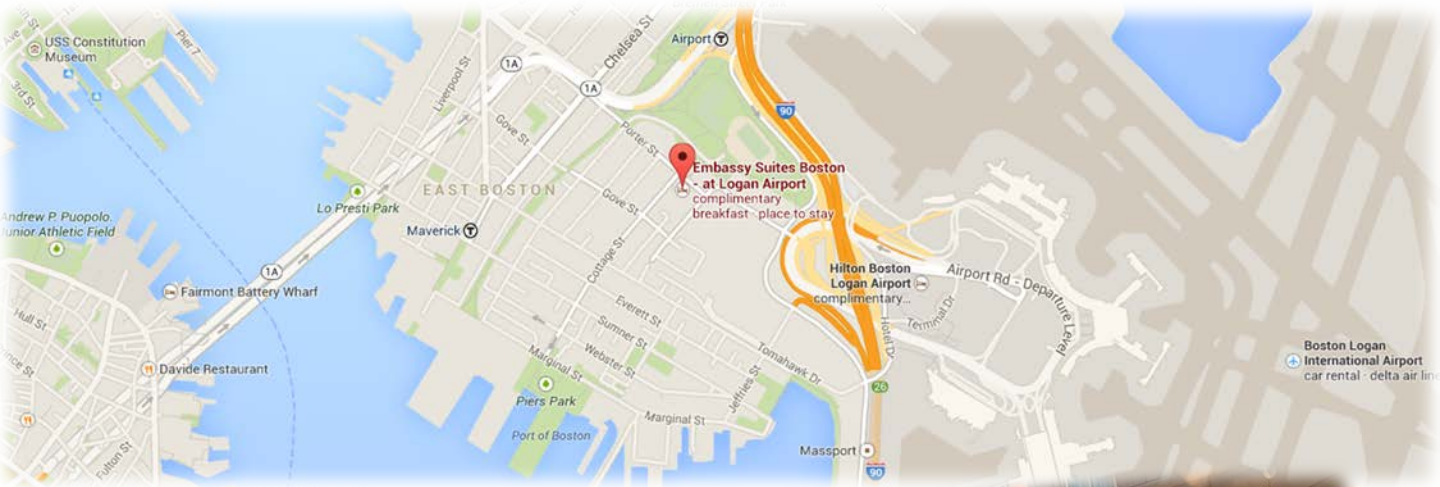 USS Constitution
Museum
Pier 7
3rd St
Airport T
Chelsea St
1A
1A
Liverpool St
90
Gove St
Porter St
Embassy Suites Boston
- at Logan Airport
complimentary
breakfast · place to stay
EAST BOSTON
Lo Presti Park
Gove St
Andrew P. Puopolo.
Junior Athletic Field
Maverick T
Cottage St
1A
Fairmont Battery Wharf
Hilton Boston
Logan Airport
complimentary...
Airport Rd - Departure Level
Terminal Dr
Hotel Dr
Hull St
Everett St
Sumner St
Webster St
Marginal St
Tomahawk Dr
Boston Logan
International Airport
car rental · delta air line
Davide Restaurant
Piers Park
Jeffries St
26
Marginal St
Port of Boston
Fulton St
Massport
90